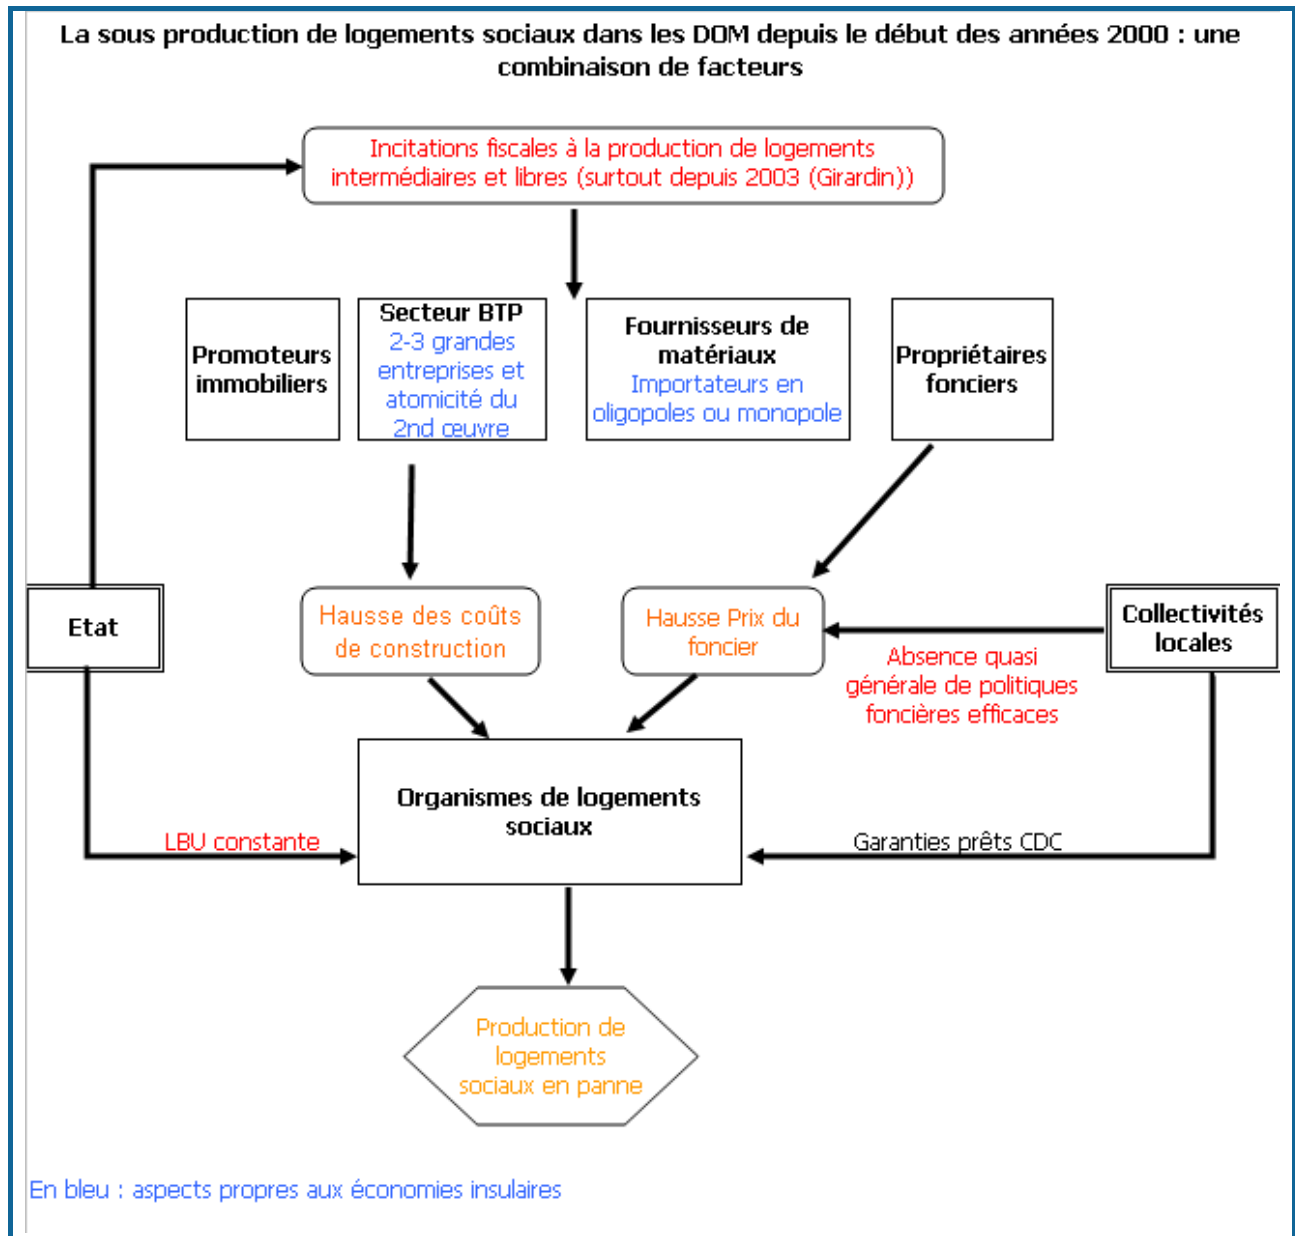 La sous production de logements sociaux dans les DOM depuis le début des années 2000 : une
combinaison de facteurs
Incitations fiscales à la production de logements
intermédiaires et libres (surtout depuis 2003 (Girardin))
Promoteurs
immobiliers
Secteur BTP
2-3 grandes
entreprises et
atomicité du
2nd œuvre
Fournisseurs de
matériaux
Importateurs en
oligopoles ou monopole
Propriétaires
fonciers
Etat
Hausse des coûts
de construction
Hausse Prix du
foncier
Collectivités
locales
Absence quasi
générale de politiques
foncières efficaces
Organismes de logements
sociaux
LBU constante
Garanties prêts CDC
Production de
logements
sociaux en panne
En bleu : aspects propres aux économies insulaires